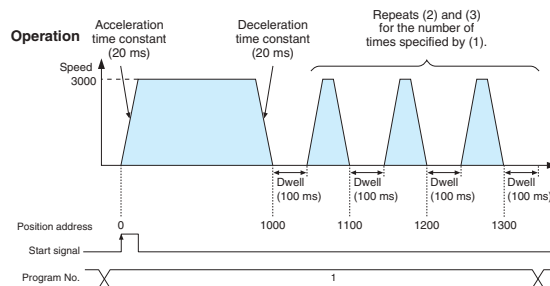 Operation
Acceleration
time constant
(20 ms)
Deceleration
time constant
(20 ms)
Repeats (2) and (3)
for the number of
times specified by (1).
Speed
3000
Dwell
(100 ms)
Dwell
(100 ms)
Dwell
(100 ms)
Dwell
(100 ms)
Position address
0
1000
1100
1200
1300
Start signal
Program No.
1